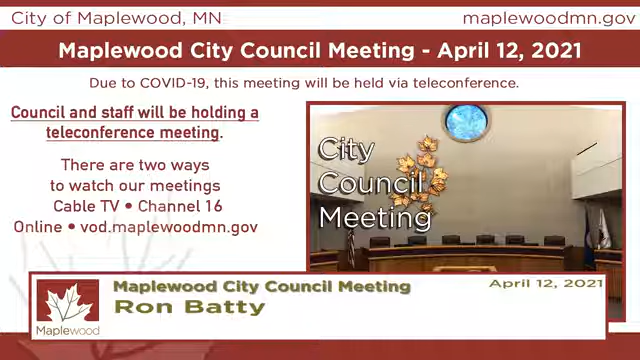 City of Maplewood, MN
maplewoodmn.gov
Maplewood City Council Meeting - April 12, 2021
Due to COVID-19, this meeting will be held via teleconference.
Council and staff will be holding a
teleconference meeting.
There are two ways
to watch our meetings
Cable TV • Channel 16
Online • vod.maplewoodmn.gov
City
Council
Meeting
Maplewood City Council Meeting
April 12, 2021
Ron Batty
Maplewood